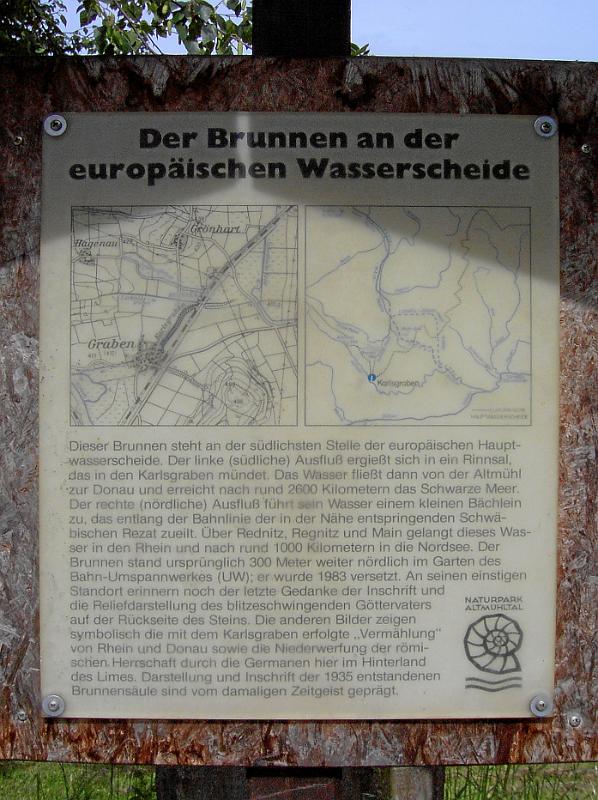 Der Brunnen an der
europäischen Wasserscheide
Grönhart
Hagenau
Graben
Karlsgraben
HAUPTWASSERSCHEIDE
Dieser Brunnen steht an der südlichsten Stelle der europäischen Haupt-
wasserscheide. Der linke (südliche) Ausfluß ergießt sich in ein Rinnsal,
das in den Karlsgraben mündet. Das Wasser fließt dann von der Altmühl
zur Donau und erreicht nach rund 2600 Kilometern das Schwarze Meer.
Der rechte (nördliche) Ausfluß führt sein Wasser einem kleinen Bächlein
zu, das entlang der Bahnlinie der in der Nähe entspringenden Schwä-
bischen Rezat zueilt. Über Rednitz, Regnitz und Main gelangt dieses Was-
ser in den Rhein und nach rund 1000 Kilometern in die Nordsee. Der
Brunnen stand ursprünglich 300 Meter weiter nördlich im Garten des
Bahn-Umspannwerkes (UW); er wurde 1983 versetzt. An seinen einstigen
Standort erinnern noch der letzte Gedanke der Inschrift und
die Reliefdarstellung des blitzeschwingenden Göttervaters
auf der Rückseite des Steins. Die anderen Bilder zeigen
symbolisch die mit dem Karlsgraben erfolgte „Vermählung"
von Rhein und Donau sowie die Niederwerfung der römi-
schen Herrschaft durch die Germanen hier im Hinterland
des Limes. Darstellung und Inschrift der 1935 entstandenen
Brunnensäule sind vom damaligen Zeitgeist geprägt.
NATURPARK
ALTMÜHLTAL